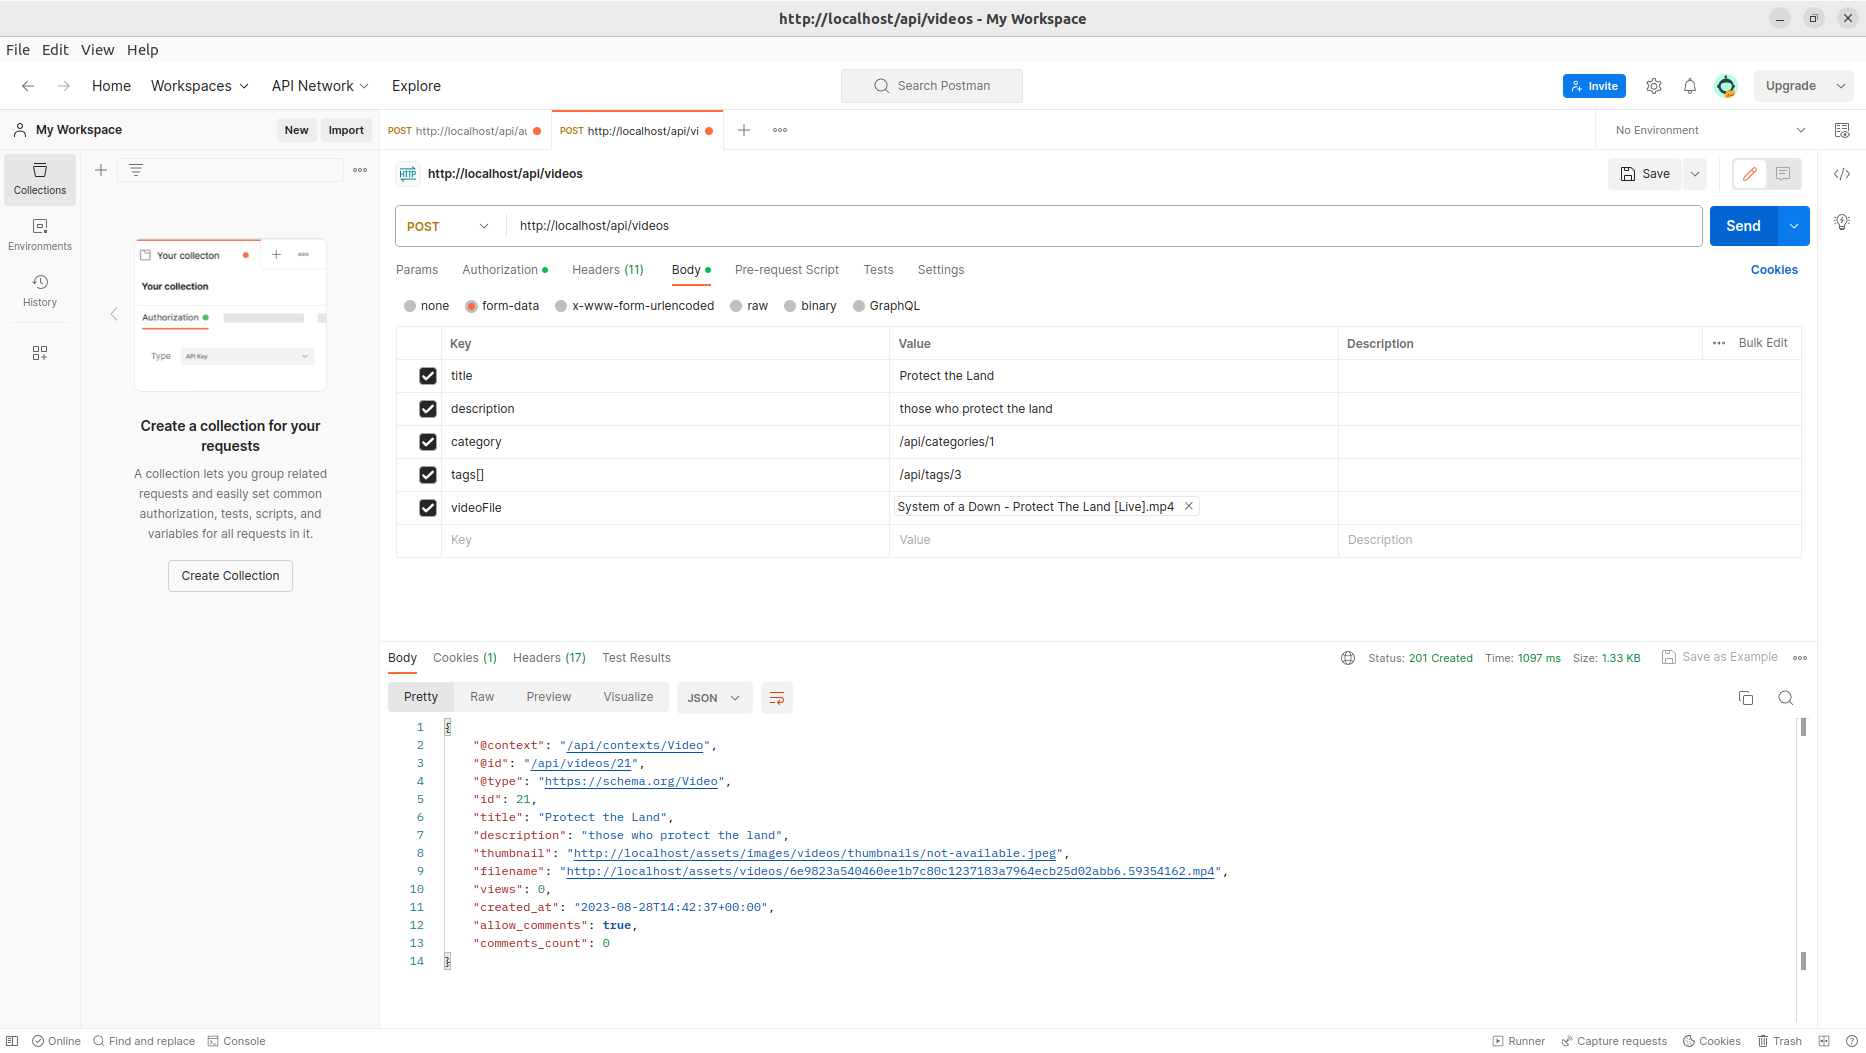 http://localhost/api/videos - My Workspace
File Edit View Help
Home Workspaces API Network Explore Search Postman Invite Upgrade
My Workspace New Import POST http://localhost/api/au POST http://localhost/api/vi No Environment
Collections
Environments
History
Your collecton
Your collection
Authorization
Type API Key
Create a collection for your
requests
A collection lets you group related
requests and easily set common
authorization, tests, scripts, and
variables for all requests in it.
Create Collection
HTTP http://localhost/api/videos Save
POST http://localhost/api/videos Send
Params Authorization Headers (11) Body Pre-request Script Tests Settings Cookies
none form-data x-www-form-urlencoded raw binary GraphQL
Key Value Description Bulk Edit
title Protect the Land
description those who protect the land
category /api/categories/1
tags[] /api/tags/3
videoFile System of a Down - Protect The Land [Live].mp4
Key Value Description
Body Cookies (1) Headers (17) Test Results Status: 201 Created Time: 1097 ms Size: 1.33 KB Save as Example
Pretty Raw Preview Visualize JSON
1 {
2 "@context": "/api/contexts/Video",
3 "@id": "/api/videos/21",
4 "@type": "https://schema.org/Video",
5 "id": 21,
6 "title": "Protect the Land",
7 "description": "those who protect the land",
8 "thumbnail": "http://localhost/assets/images/videos/thumbnails/not-available.jpeg",
9 "filename": "http://localhost/assets/videos/6e9823a540460ee1b7c80c1237183a7964ecb25d02abb6.59354162.mp4",
10 "views": 0,
11 "created_at": "2023-08-28T14:42:37+00:00",
12 "allow_comments": true,
13 "comments_count": 0
14 }
Online Find and replace Console Runner Capture requests Cookies Trash